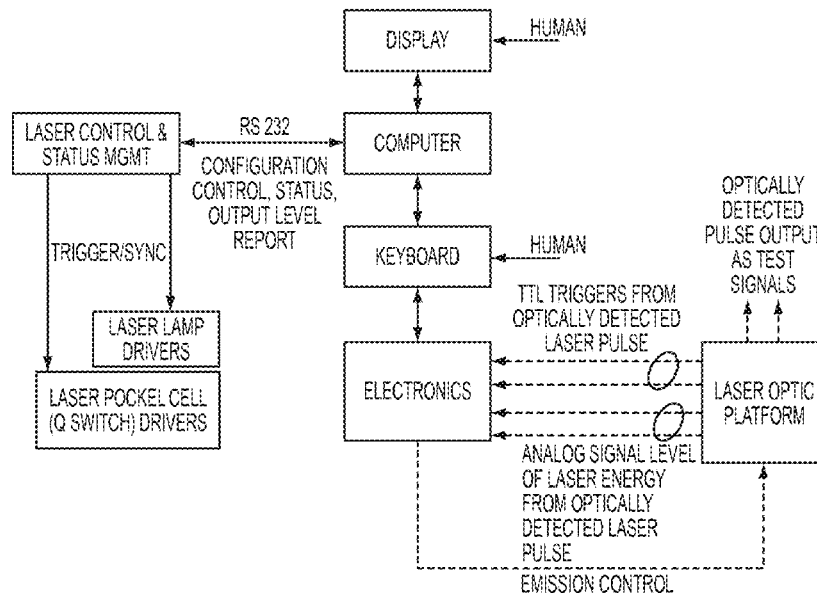 DISPLAY
HUMAN
LASER CONTROL &
STATUS MGMT
RS 232
CONFIGURATION
CONTROL, STATUS,
OUTPUT LEVEL
REPORT
COMPUTER
OPTICALLY
DETECTED
PULSE OUTPUT
AS TEST
SIGNALS
TRIGGER/SYNC
KEYBOARD
HUMAN
LASER LAMP
DRIVERS
LASER POCKEL CELL
(Q SWITCH) DRIVERS
TTL TRIGGERS FROM
OPTICALLY DETECTED
LASER PULSE
ELECTRONICS
LASER OPTIC
PLATFORM
ANALOG SIGNAL LEVEL
OF LASER ENERGY
FROM OPTICALLY
DETECTED LASER
PULSE
EMISSION CONTROL